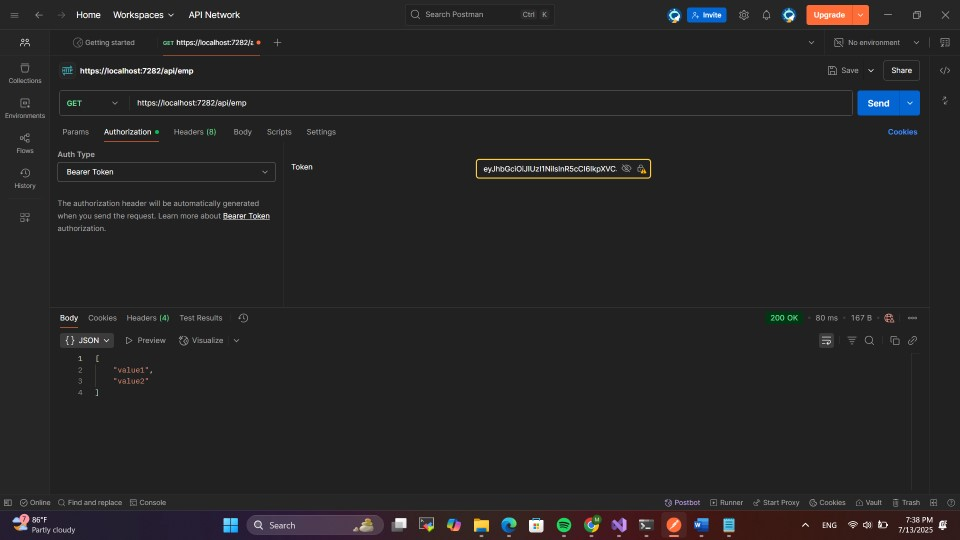 Home Workspaces API Network Search Postman Ctrl K Invite Upgrade
Getting started GET https://localhost:7282/a No environment
https://localhost:7282/api/emp Save Share
GET https://localhost:7282/api/emp Send
Params Authorization Headers (8) Body Scripts Settings Cookies
Auth Type
Bearer Token
Token eyJhbGciOiJIUzI1NiIsInR5cCI6IkpXVC.
The authorization header will be automatically generated
when you send the request. Learn more about Bearer Token
authorization.
Collections
Environments
Flows
History
Body Cookies Headers (4) Test Results 200 OK • 80 ms • 167 B
{} JSON Preview Visualize
1 [
2 "value1",
3 "value2"
4 ]
Online Find and replace Console Postbot Runner Start Proxy Cookies Vault Trash
7 86°F
Partly cloudy
Search
ENG
7:38 PM
7/13/2025